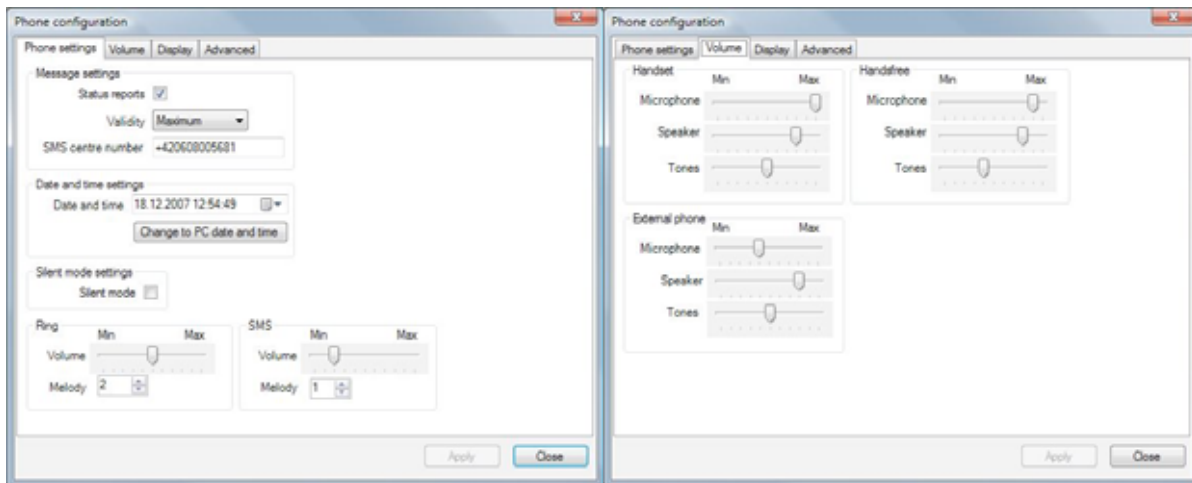 Phone configuration
Phone settings Volume Display Advanced
Message settings
Status reports
Validity Maximum
SMS centre number +420608005681
Date and time settings
Date and time 18.12.2007 12:54:49
Change to PC date and time
Silent mode settings
Silent mode
Ring
Min Max
Volume
Melody 2
SMS
Min Max
Volume
Melody 1
Apply Close
Phone configuration
Phone settings Volume Display Advanced
Handset
Min Max
Microphone
Speaker
Tones
Handsfree
Min Max
Microphone
Speaker
Tones
External phone
Min Max
Microphone
Speaker
Tones
Apply Close